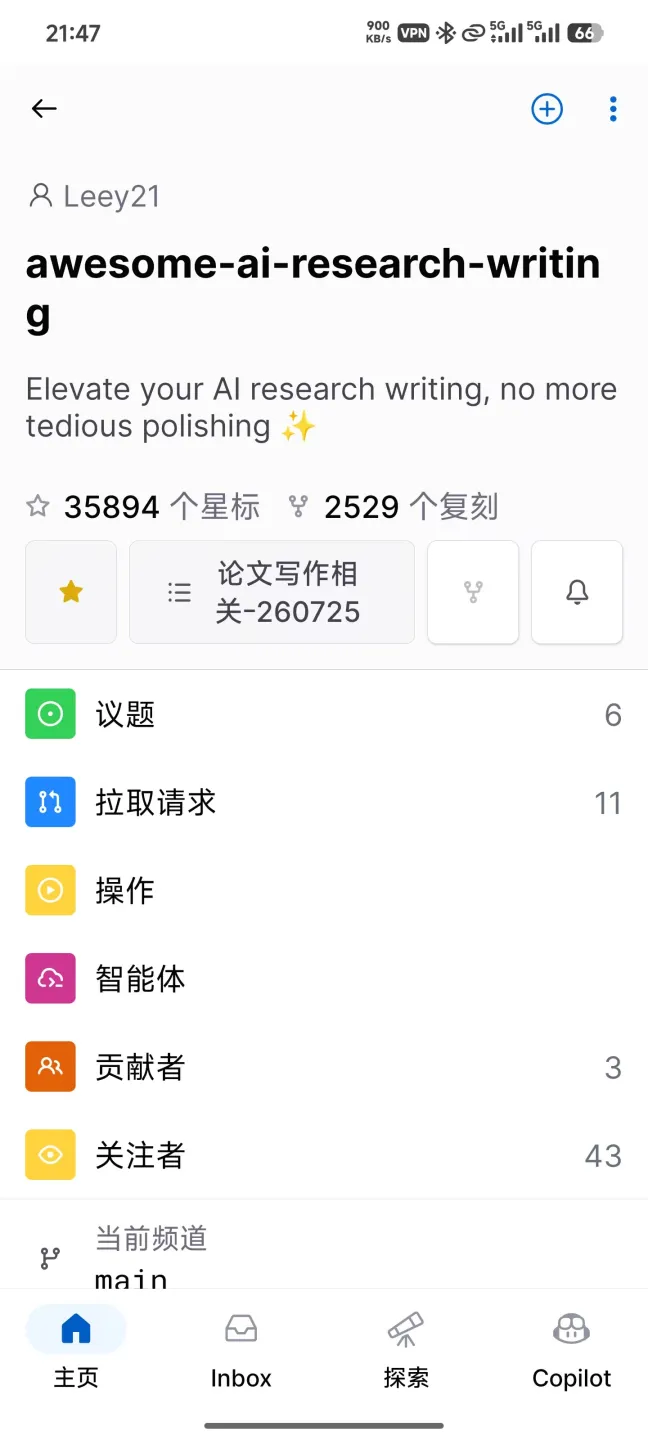 21:47
900 KB/s VPN 5G 5G 66
Leey21
awesome-ai-research-writin
g
Elevate your AI research writing, no more
tedious polishing ✨
35894 个星标 2529 个复刻
论文写作相
关-260725
议题 6
拉取请求 11
操作
智能体
贡献者 3
关注者 43
当前频道
main
主页 Inbox 探索 Copilot